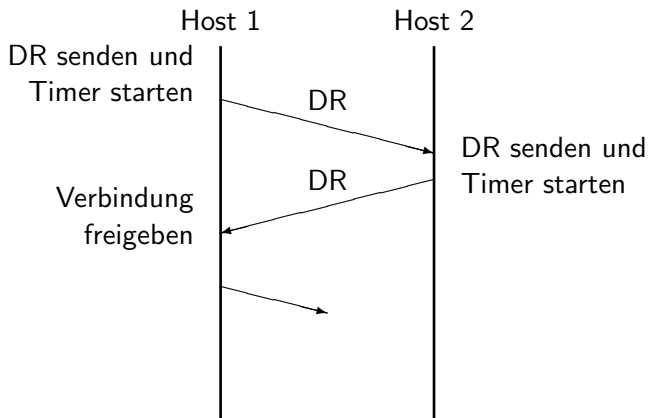 Host 1
Host 2
DR senden und
Timer starten
DR
DR senden und
Timer starten
DR
Verbindung
freigeben